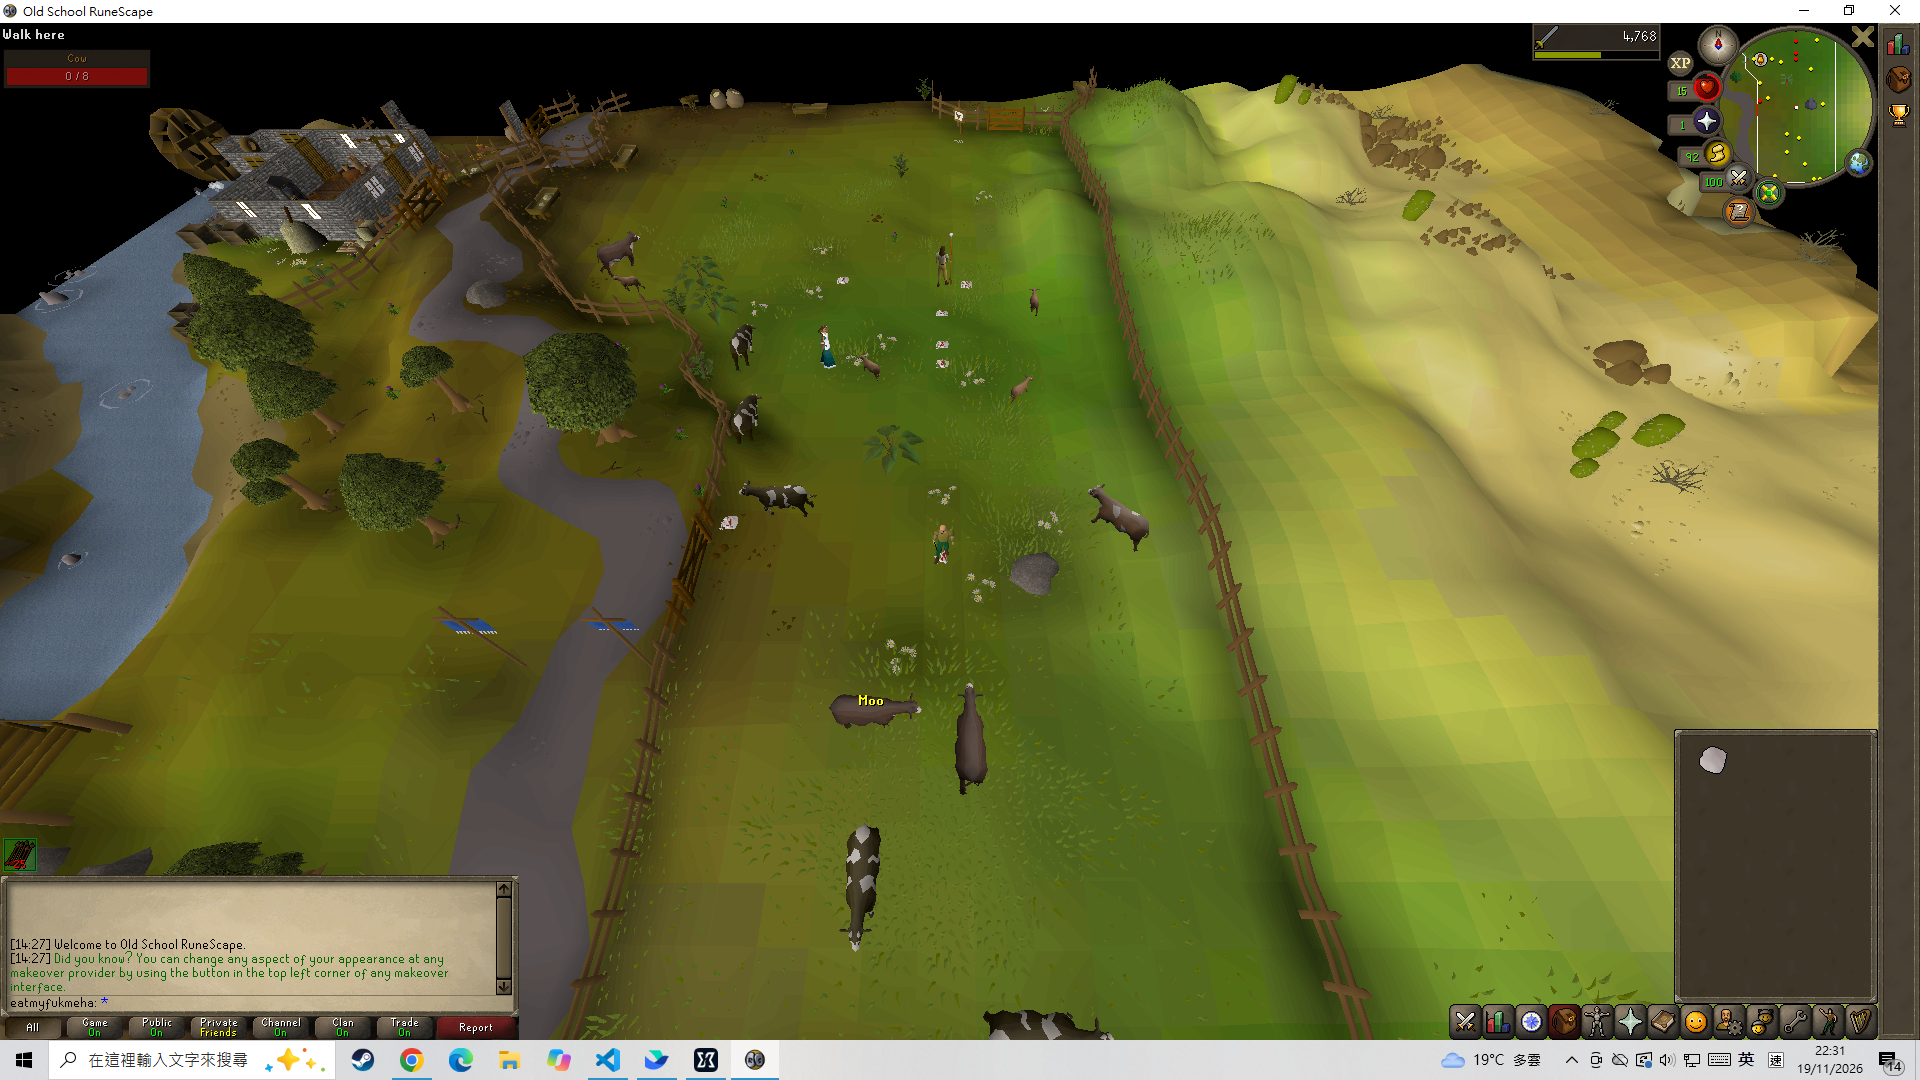 Old School RuneScape
Walk here
Cow
0 / 8
4,768
N
XP
15
1
92
100
Moo
25
[14:27] Welcome to Old School RuneScape.
[14:27] Did you know? You can change any aspect of your appearance at any
makeover provider by using the button in the top left corner of any makeover
interface.
eatmyfukmeha: *
All
Game
On
Public
On
Private
Friends
Channel
On
Clan
On
Trade
On
Report
在這裡輸入文字來搜尋
19°C 多雲
英
速
22:31
19/11/2026
14